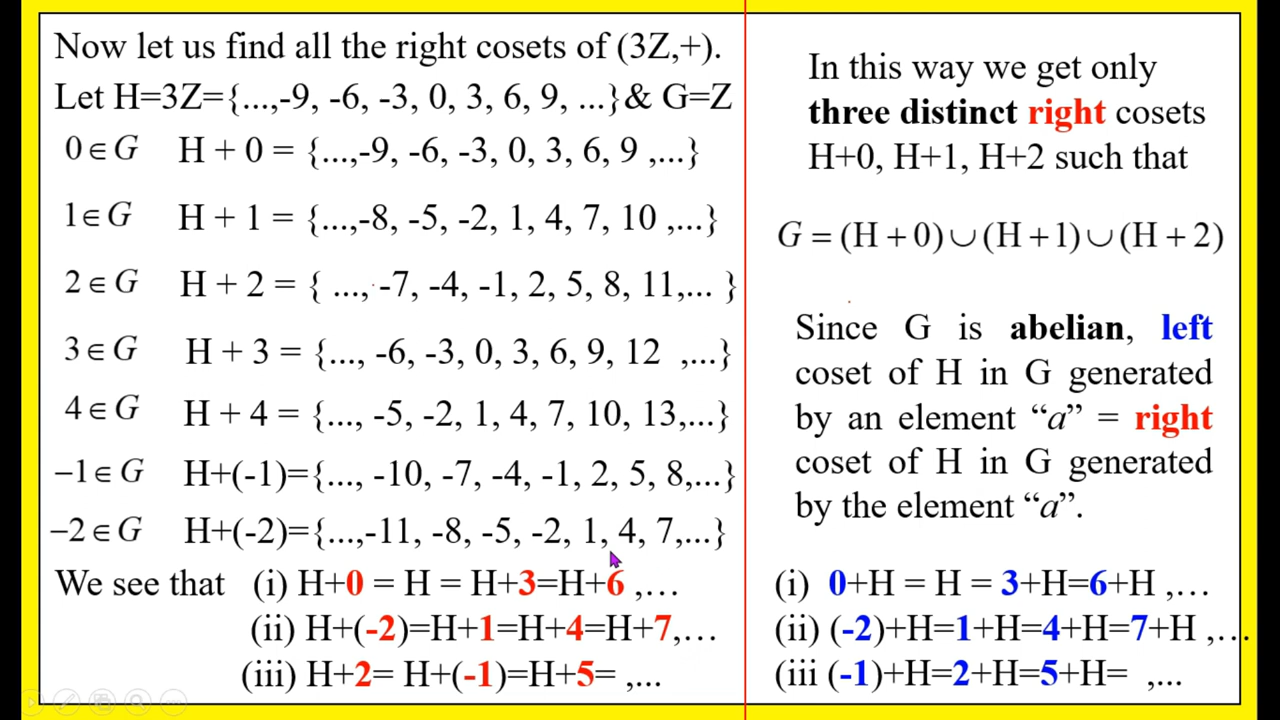 Now let us find all the right cosets of (3Z,+).
Let H=3Z={...,-9, -6, -3, 0, 3, 6, 9, ...}& G=Z
0∈G H + 0 = {...,-9, -6, -3, 0, 3, 6, 9 ,...}
1∈G H + 1 = {...,-8, -5, -2, 1, 4, 7, 10 ,...}
2∈G H + 2 = { ..., -7, -4, -1, 2, 5, 8, 11,... }
3∈G H + 3 = {..., -6, -3, 0, 3, 6, 9, 12 ,...}
4∈G H + 4 = {..., -5, -2, 1, 4, 7, 10, 13,...}
−1∈G H+(-1)={..., -10, -7, -4, -1, 2, 5, 8,...}
−2∈G H+(-2)={...,-11, -8, -5, -2, 1, 4, 7,...}
We see that (i) H+0 = H = H+3=H+6 ,…
(ii) H+(-2)=H+1=H+4=H+7,…
(iii) H+2= H+(-1)=H+5= ,...
In this way we get only
three distinct right cosets
H+0, H+1, H+2 such that
G = (H + 0) ∪ (H + 1) ∪ (H + 2)
Since G is abelian, left
coset of H in G generated
by an element “a” = right
coset of H in G generated
by the element “a”.
(i) 0+H = H = 3+H=6+H ,…
(ii) (-2)+H=1+H=4+H=7+H ,…
(iii (-1)+H=2+H=5+H= ,...